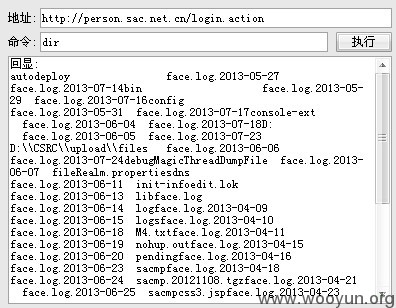 地址: http://person.sac.net.cn/login.action
命令: dir 执行
回显:
autodeploy face.log.2013-05-27
face.log.2013-07-14bin face.log.2013-05-
29 face.log.2013-07-16config
face.log.2013-05-31 face.log.2013-07-17console-ext
face.log.2013-06-04 face.log.2013-07-18D:
face.log.2013-06-05 face.log.2013-07-23
D:\\CSRC\\upload\\files face.log.2013-06-06
face.log.2013-07-24debugMagicThreadDumpFile face.log.2013-
06-07 fileRealm.propertiesdns
face.log.2013-06-11 init-infoedit.lok
face.log.2013-06-13 libface.log
face.log.2013-06-14 logface.log.2013-04-09
face.log.2013-06-15 logsface.log.2013-04-10
face.log.2013-06-18 M4.txtface.log.2013-04-11
face.log.2013-06-19 nohup.outface.log.2013-04-15
face.log.2013-06-20 pendingface.log.2013-04-16
face.log.2013-06-23 sacmpface.log.2013-04-18
face.log.2013-06-24 sacmp.20121108.tgzface.log.2013-04-21
face.log.2013-06-25 sacmpcss3.jspface.log.2013-04-23
www.wooyun.org